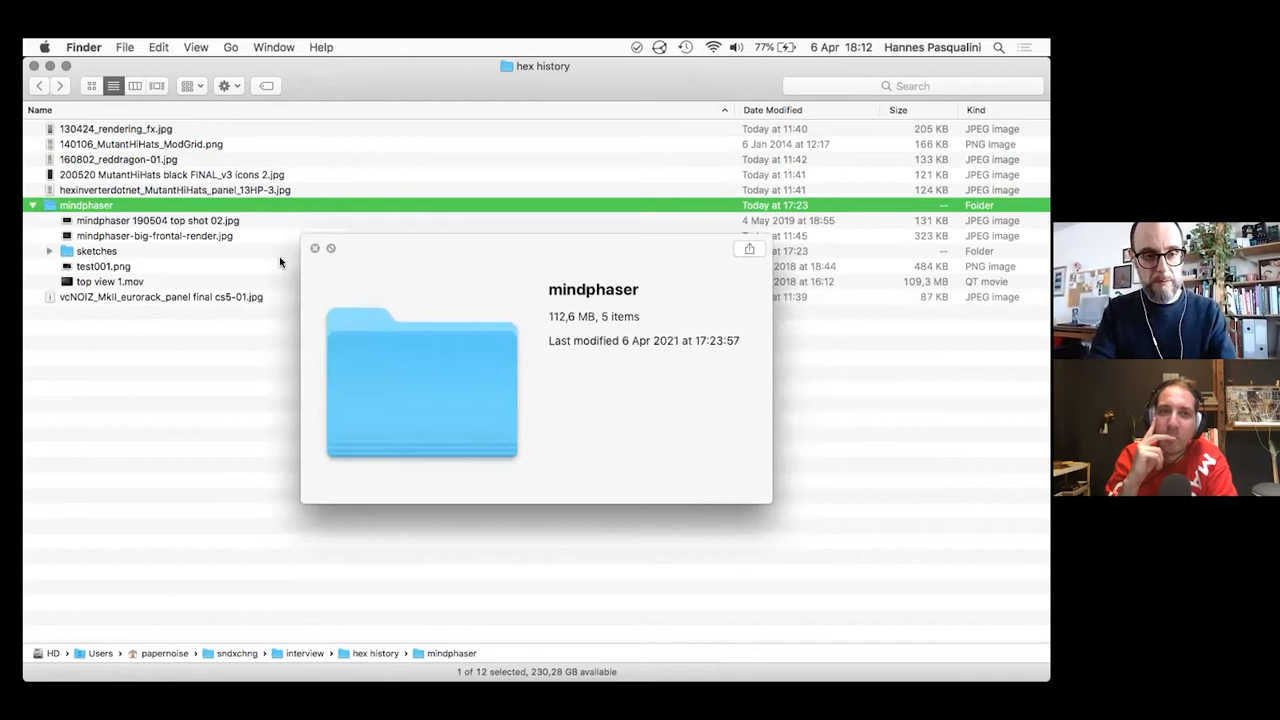 Finder File Edit View Go Window Help 77% 6 Apr 18:12 Hannes Pasqualini
hex history
Search
Name Date Modified Size Kind
130424_rendering_fx.jpg Today at 11:40 205 KB JPEG image
140106_MutantHiHats_ModGrid.png 6 Jan 2014 at 12:17 166 KB PNG image
160802_reddragon-01.jpg Today at 11:42 133 KB JPEG image
200520 MutantHiHats black FINAL_v3 icons 2.jpg Today at 11:41 121 KB JPEG image
hexinverterdotnet_MutantHiHats_panel_13HP-3.jpg Today at 11:41 124 KB JPEG image
mindphaser Today at 17:23 -- Folder
mindphaser 190504 top shot 02.jpg 4 May 2019 at 18:55 131 KB JPEG image
mindphaser-big-frontal-render.jpg at 11:45 323 KB JPEG image
sketches at 17:23 -- Folder
test001.png 2018 at 18:44 484 KB PNG image
top view 1.mov 2018 at 16:12 109,3 MB QT movie
vcNOIZ_MkII_eurorack_panel final cs5-01.jpg at 11:39 87 KB JPEG image
mindphaser
112,6 MB, 5 items
Last modified 6 Apr 2021 at 17:23:57
HD › Users › papernoise › sndxchng › interview › hex history › mindphaser
1 of 12 selected, 230,28 GB available